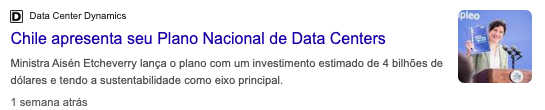 Data Center Dynamics
Chile apresenta seu Plano Nacional de Data Centers
Ministra Aisén Etcheverry lança o plano com um investimento estimado de 4 bilhões de
dólares e tendo a sustentabilidade como eixo principal.
1 semana atrás